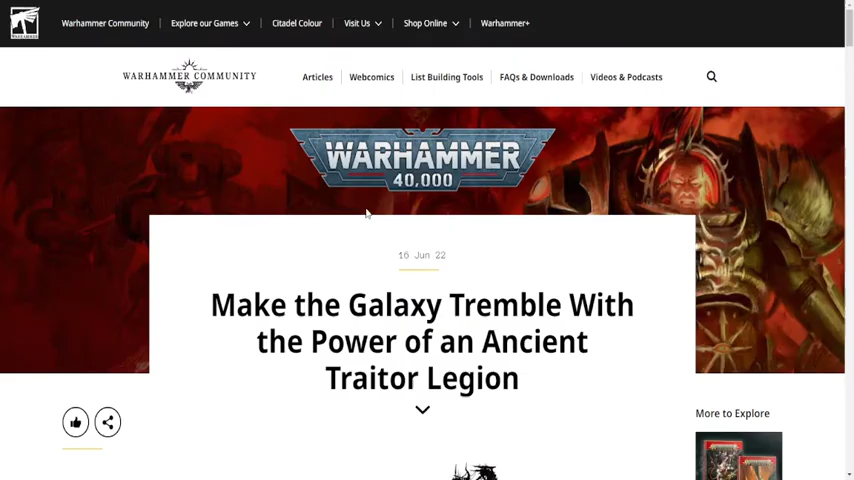 Warhammer Community
Explore our Games
Citadel Colour
Visit Us
Shop Online
Warhammer+
WARHAMMER COMMUNITY
Articles
Webcomics
List Building Tools
FAQs & Downloads
Videos & Podcasts
WARHAMMER
40,000
16 Jun 22
Make the Galaxy Tremble With
the Power of an Ancient
Traitor Legion
More to Explore